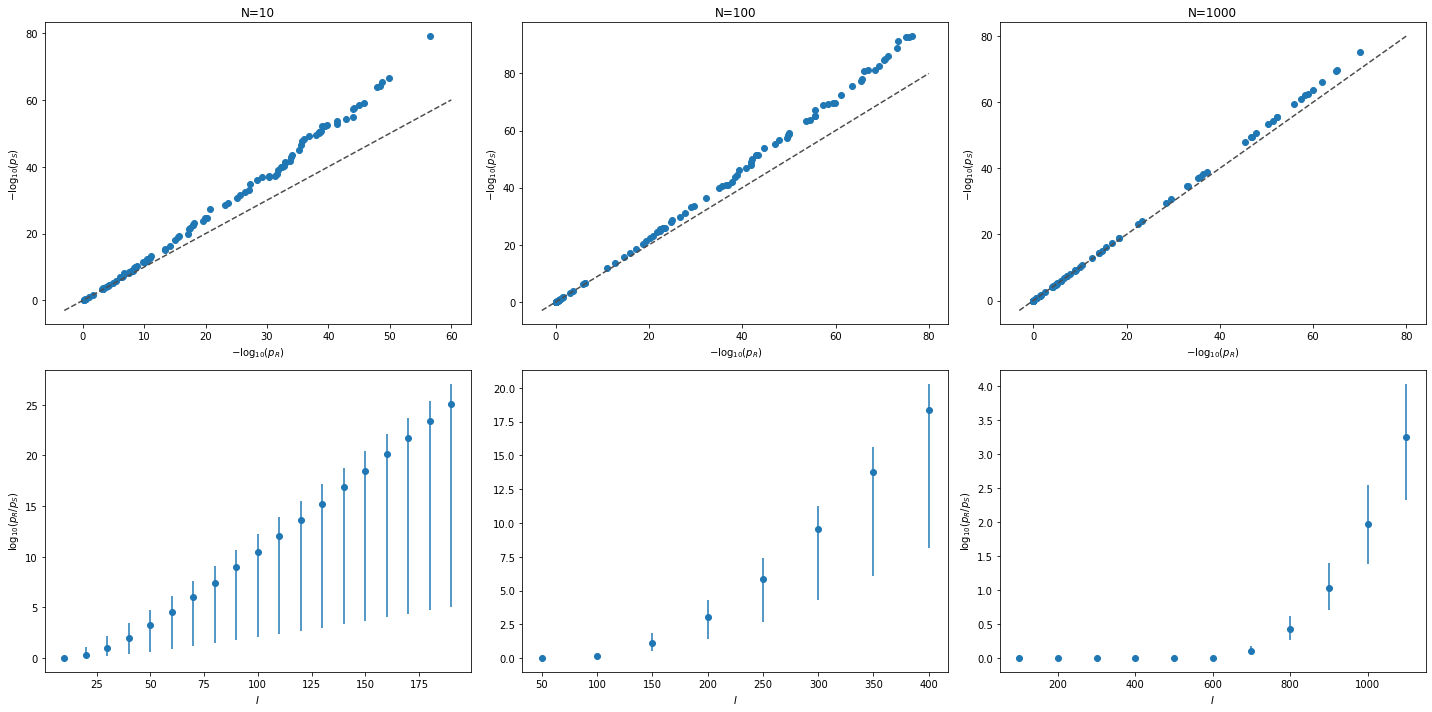 N=10
80
60
40
20
0
−log₁₀(pS)
0 10 20 30 40 50 60
−log₁₀(pR)
N=100
80
60
40
20
0
−log₁₀(pS)
0 20 40 60 80
−log₁₀(pR)
N=1000
80
60
40
20
0
−log₁₀(pS)
0 20 40 60 80
−log₁₀(pR)
25
20
15
10
5
0
log₁₀(pR/pS)
25 50 75 100 125 150 175
I
20.0
17.5
15.0
12.5
10.0
7.5
5.0
2.5
0.0
50 100 150 200 250 300 350 400
I
4.0
3.5
3.0
2.5
2.0
1.5
1.0
0.5
0.0
log₁₀(pR/pS)
200 400 600 800 1000
I